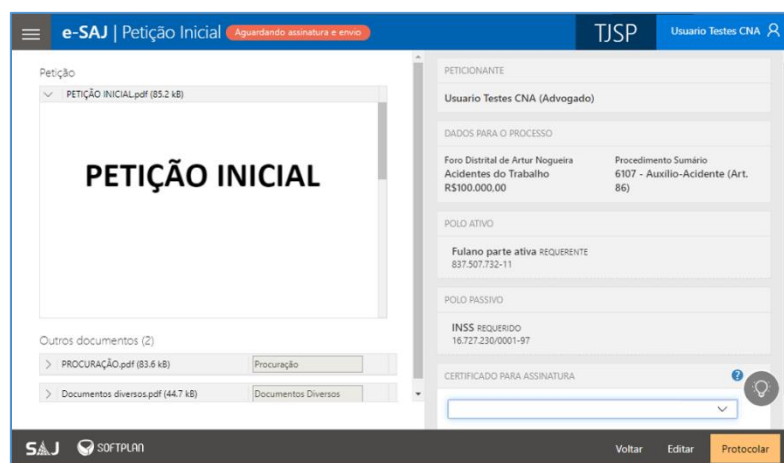 e-SAJ | Petição Inicial Aguardando assinatura e envio TJSP Usuario Testes CNA
Petição
PETIÇÃO INICIAL.pdf (85.2 kB)
PETIÇÃO INICIAL
Outros documentos (2)
PROCURAÇÃO.pdf (83.6 kB) Procuração
Documentos diversos.pdf (44.7 kB) Documentos Diversos
PETICIONANTE
Usuario Testes CNA (Advogado)
DADOS PARA O PROCESSO
Foro Distrital de Artur Nogueira
Acidentes do Trabalho
R$100.000,00
Procedimento Sumário
6107 - Auxílio-Acidente (Art.
86)
POLO ATIVO
Fulano parte ativa REQUERENTE
837.507.732-11
POLO PASSIVO
INSS REQUERIDO
16.727.230/0001-97
CERTIFICADO PARA ASSINATURA ?
SAJ SOFTPLAN Voltar Editar Protocolar